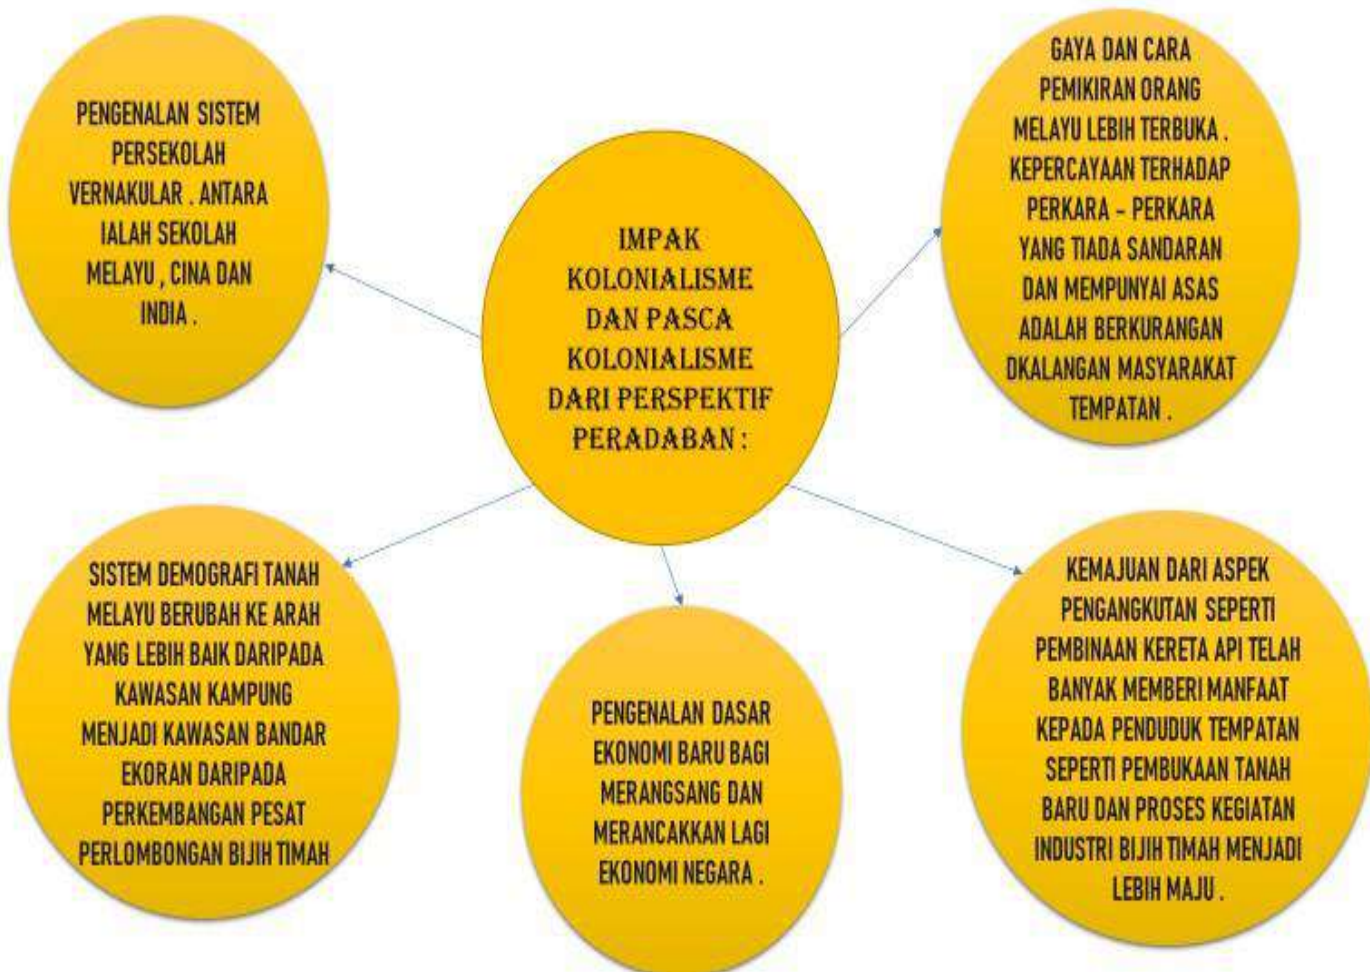 IMPAK
KOLONIALISME
DAN PASCA
KOLONIALISME
DARI PERSPEKTIF
PERADABAN :
PENGENALAN SISTEM
PERSEKOLAH
VERNAKULAR . ANTARA
IALAH SEKOLAH
MELAYU , CINA DAN
INDIA .
GAYA DAN CARA
PEMIKIRAN ORANG
MELAYU LEBIH TERBUKA .
KEPERCAYAAN TERHADAP
PERKARA - PERKARA
YANG TIADA SANDARAN
DAN MEMPUNYAI ASAS
ADALAH BERKURANGAN
DKALANGAN MASYARAKAT
TEMPATAN .
SISTEM DEMOGRAFI TANAH
MELAYU BERUBAH KE ARAH
YANG LEBIH BAIK DARIPADA
KAWASAN KAMPUNG
MENJADI KAWASAN BANDAR
EKORAN DARIPADA
PERKEMBANGAN PESAT
PERLOMBONGAN BIJIH TIMAH
PENGENALAN DASAR
EKONOMI BARU BAGI
MERANGSANG DAN
MERANCAKKAN LAGI
EKONOMI NEGARA .
KEMAJUAN DARI ASPEK
PENGANGKUTAN SEPERTI
PEMBINAAN KERETA API TELAH
BANYAK MEMBERI MANFAAT
KEPADA PENDUDUK TEMPATAN
SEPERTI PEMBUKAAN TANAH
BARU DAN PROSES KEGIATAN
INDUSTRI BIJIH TIMAH MENJADI
LEBIH MAJU .